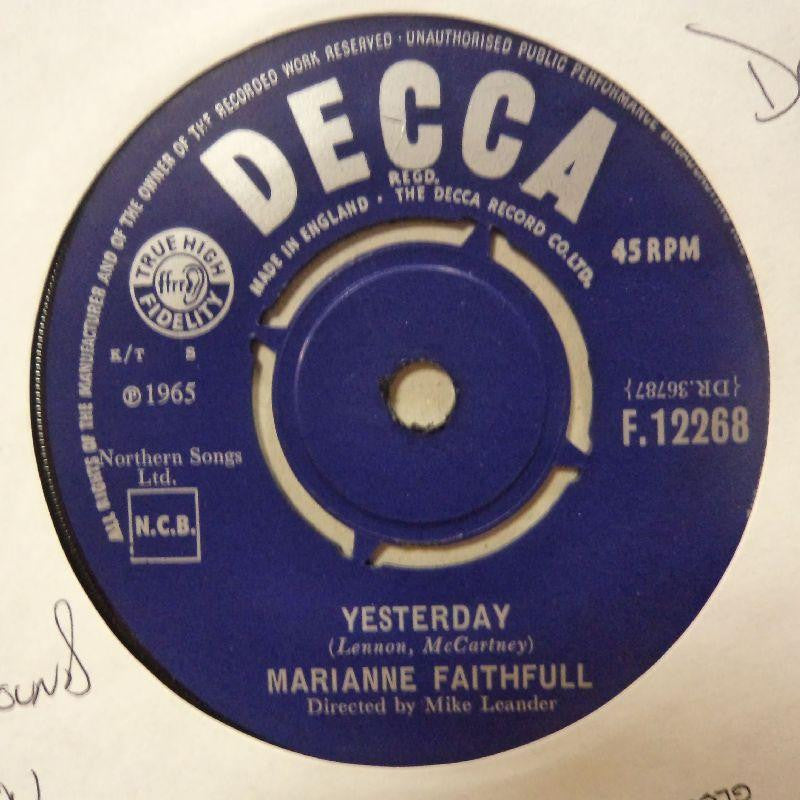 ALL RIGHTS OF THE MANUFACTURER AND OF THE OWNER OF THE RECORDED WORK RESERVED · UNAUTHORISED PUBLIC PERFORMANCE BROADCASTING
DECCA
REGD.
MADE IN ENGLAND · THE DECCA RECORD CO. LTD.
TRUE HIGH
ffrr
FIDELITY
45 RPM
K/T B
℗ 1965
{DR.36787}
F.12268
Northern Songs
Ltd.
N.C.B.
YESTERDAY
(Lennon, McCartney)
MARIANNE FAITHFULL
Directed by Mike Leander